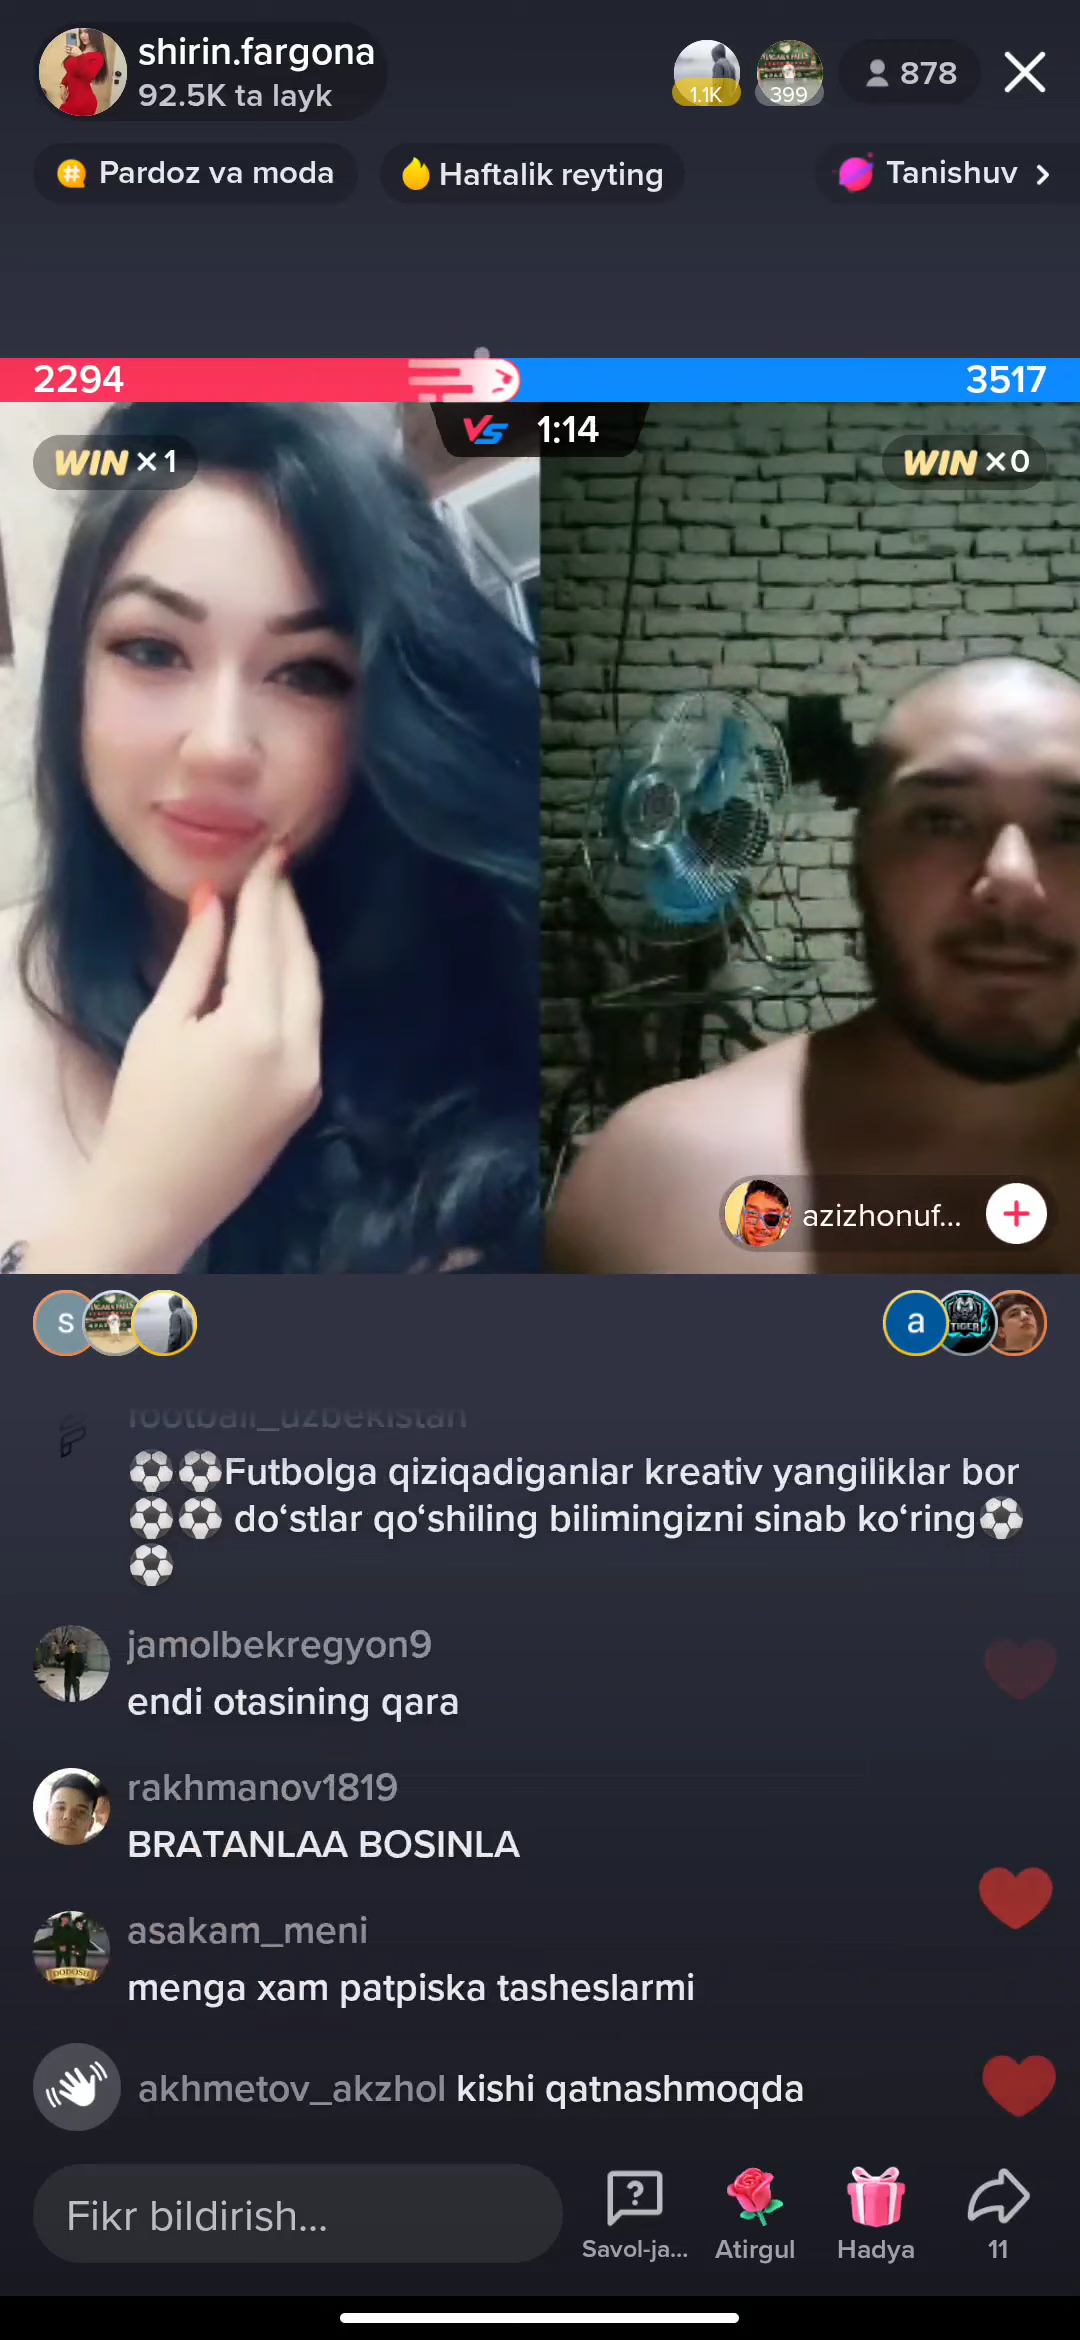 shirin.fargona
92.5K ta layk
1.1K
399
878
Pardoz va moda
Haftalik reyting
Tanishuv
2294
3517
VS 1:14
WIN ×1
WIN ×0
azizhonuf...
s
a
TIGER
football_uzbekistan
⚽⚽Futbolga qiziqadiganlar kreativ yangiliklar bor
⚽⚽ do‘stlar qo‘shiling bilimingizni sinab ko‘ring⚽
⚽
jamolbekregyon9
endi otasining qara
rakhmanov1819
BRATANLAA BOSINLA
asakam_meni
menga xam patpiska tasheslarmi
akhmetov_akzhol kishi qatnashmoqda
Fikr bildirish...
Savol-ja...
Atirgul
Hadya
11